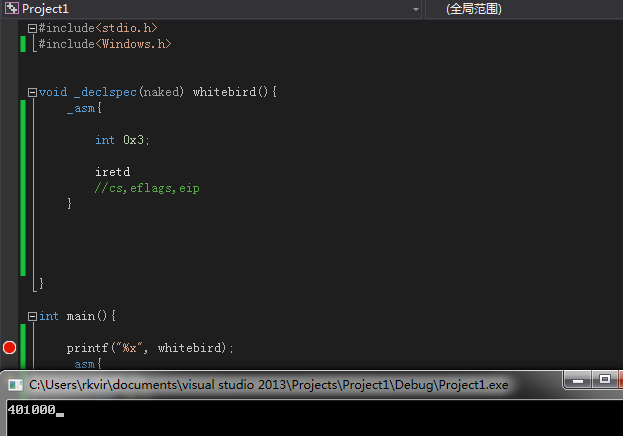 Project1
(全局范围)
#include<stdio.h>
#include<Windows.h>
void _declspec(naked) whitebird(){
_asm{
int 0x3;
iretd
//cs,eflags,eip
}
}
int main(){
printf("%x", whitebird);
_asm{
C:\Users\rkvir\documents\visual studio 2013\Projects\Project1\Debug\Project1.exe
401000_